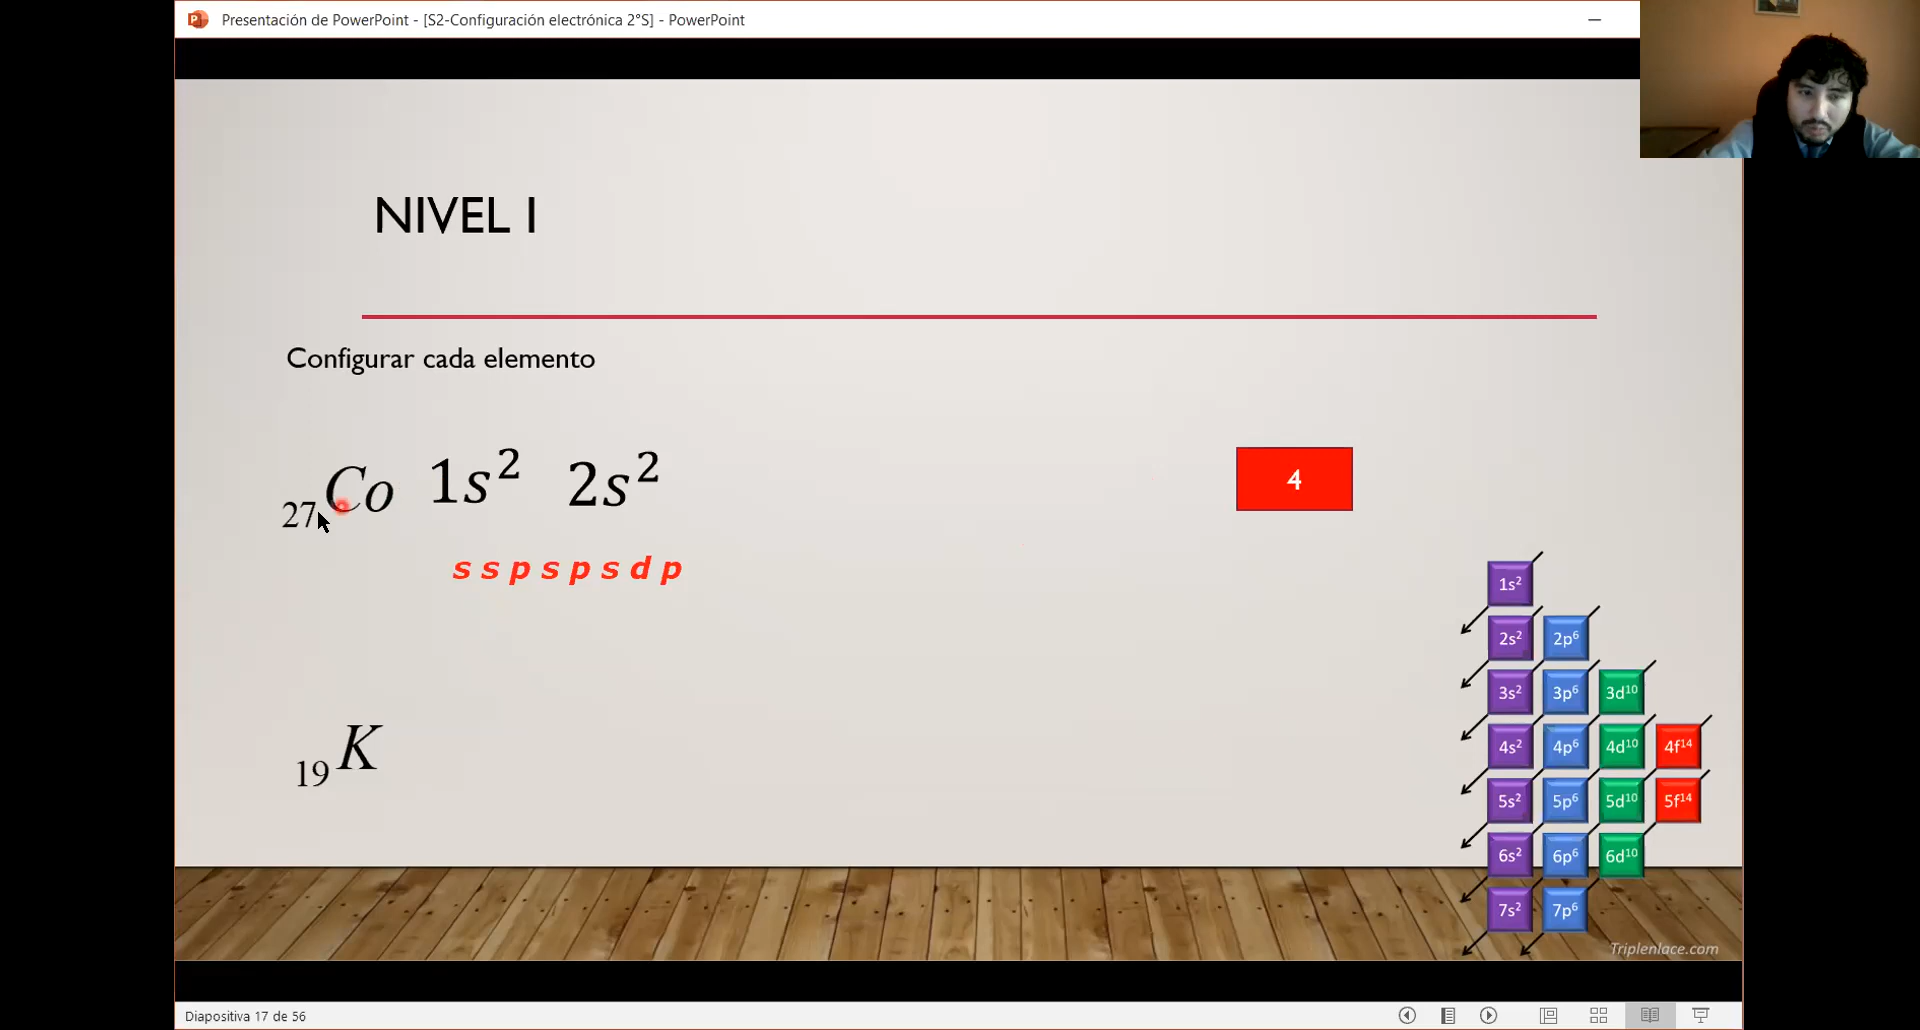 Presentación de PowerPoint - [S2-Configuración electrónica 2°S] - PowerPoint
NIVEL I
Configurar cada elemento
₂₇Co 1s² 2s²
4
s s p s p s d p
₁₉K
1s²
2s² 2p⁶
3s² 3p⁶ 3d¹⁰
4s² 4p⁶ 4d¹⁰ 4f¹⁴
5s² 5p⁶ 5d¹⁰ 5f¹⁴
6s² 6p⁶ 6d¹⁰
7s² 7p⁶
Triplenlace.com
Diapositiva 17 de 56